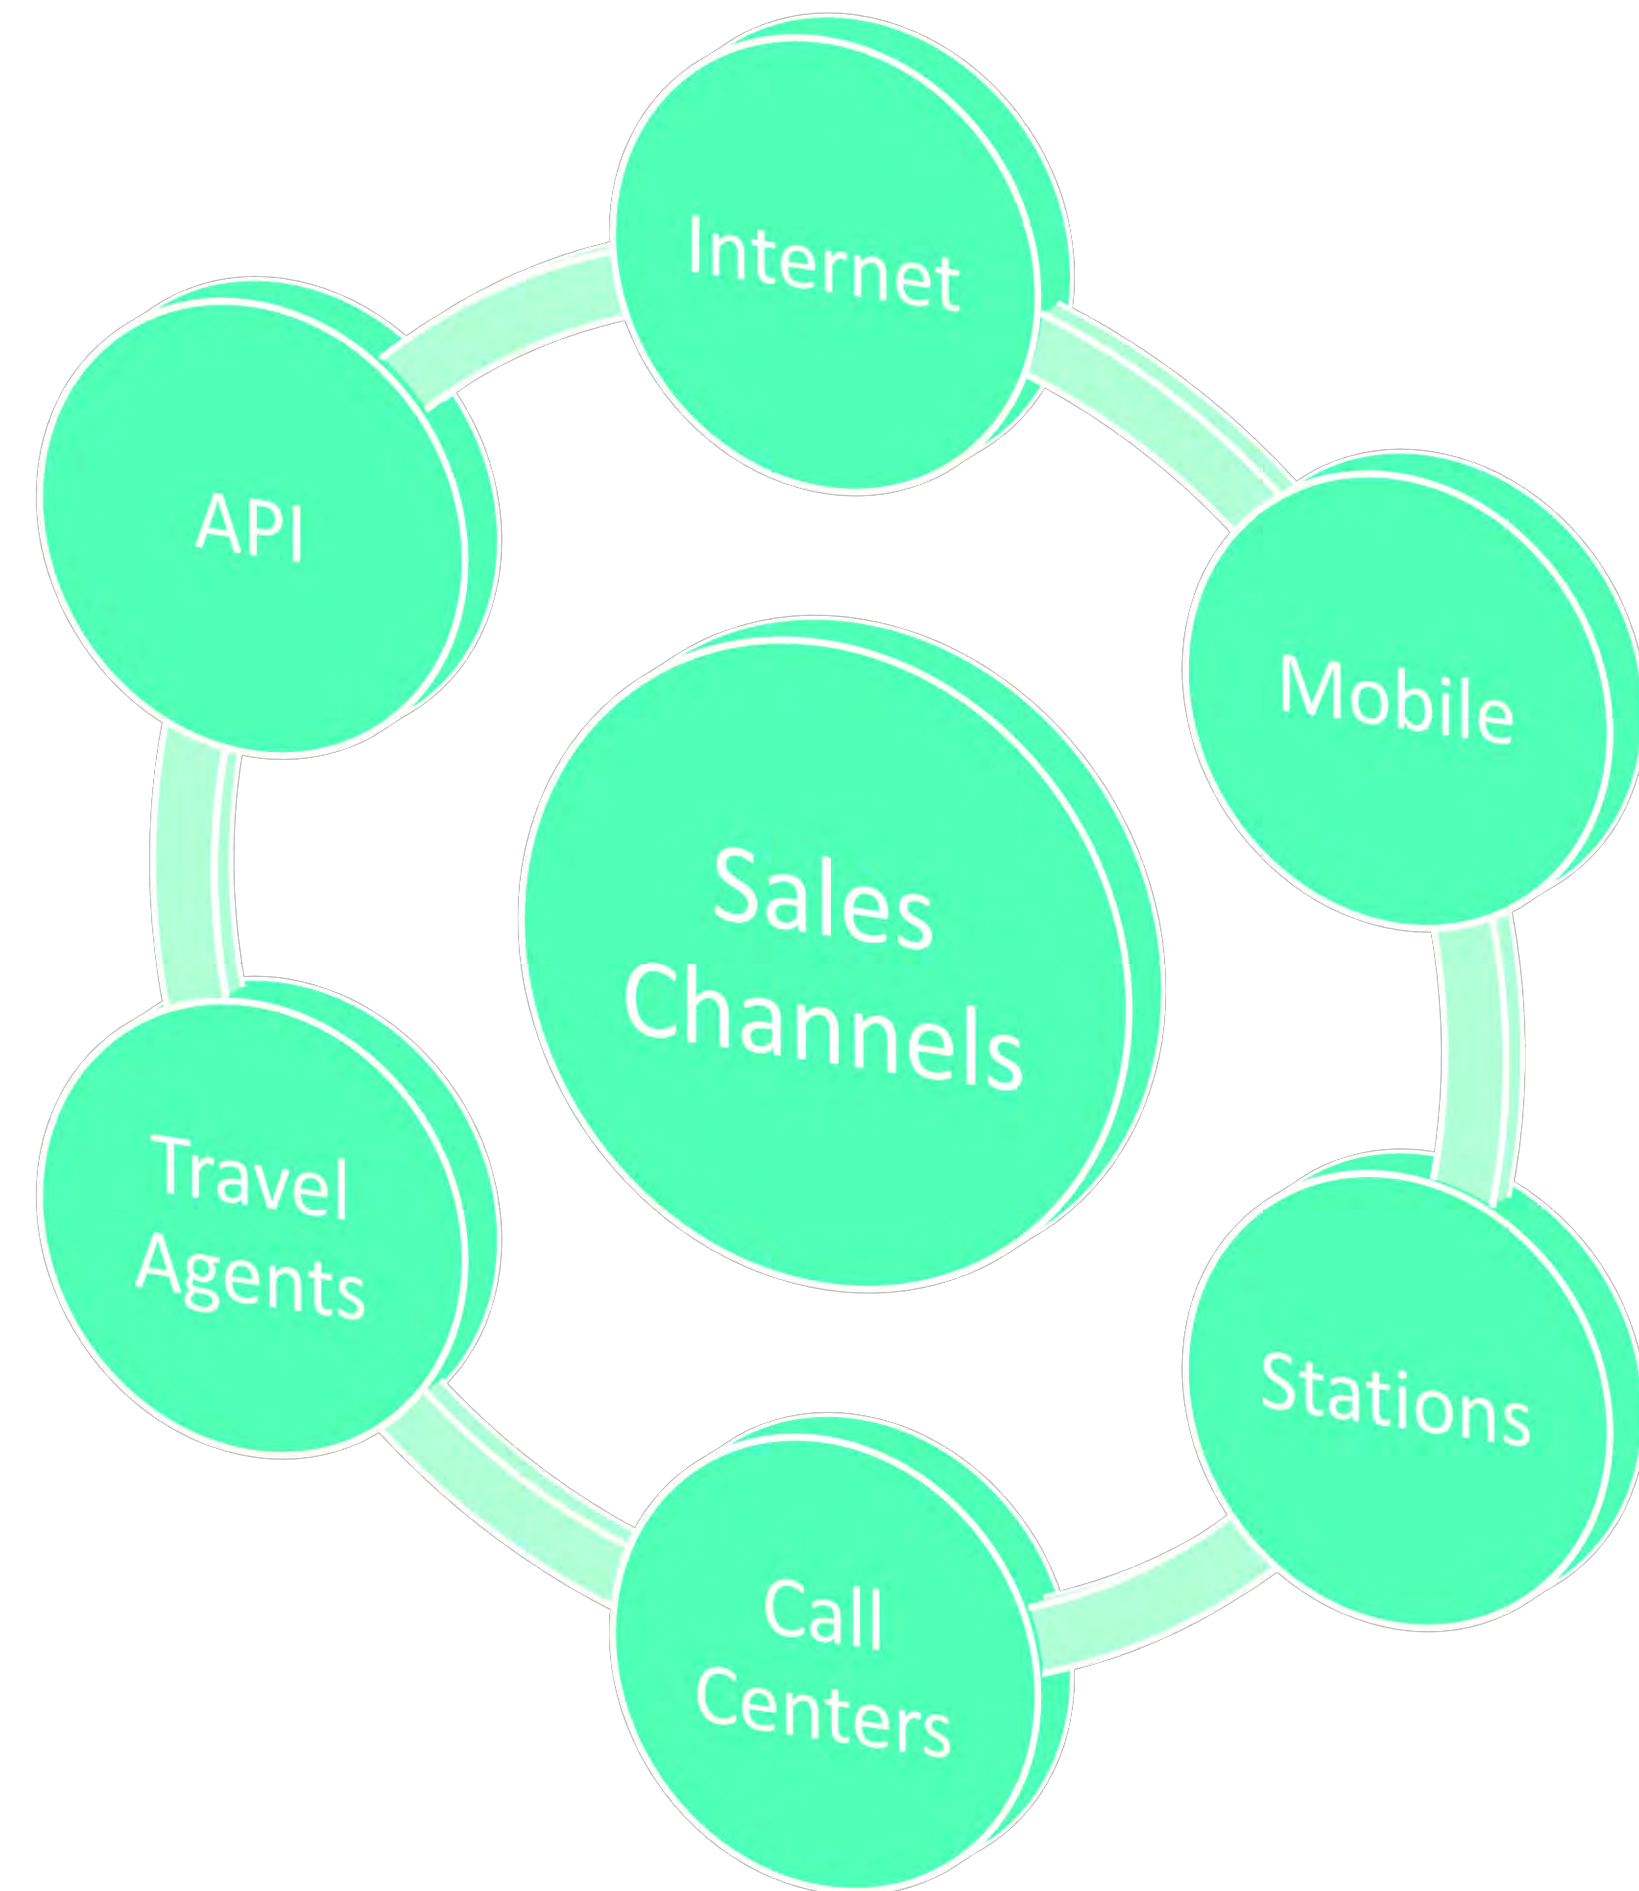 Internet
API
Mobile
Sales
Channels
Travel
Agents
Stations
Call
Centers